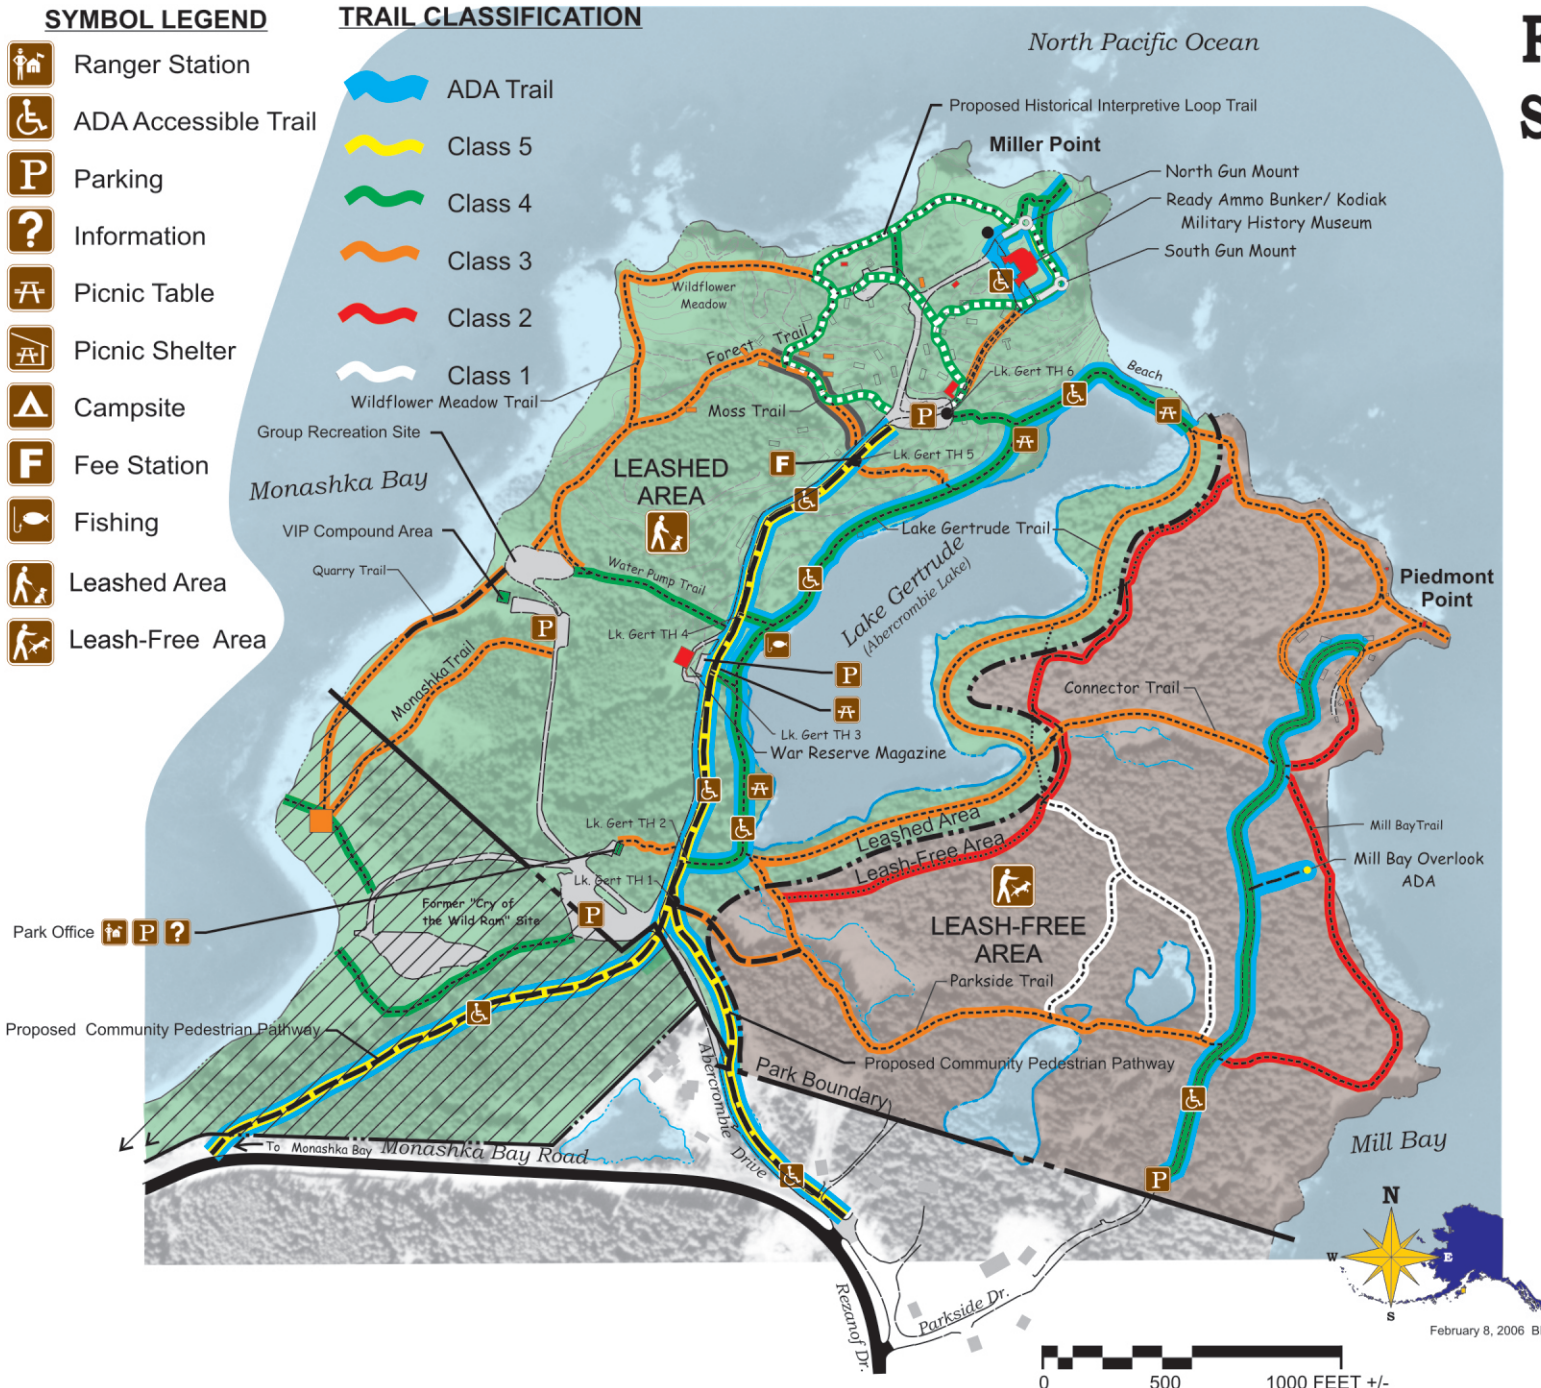 SYMBOL LEGEND
Ranger Station
ADA Accessible Trail
P
Parking
?
Information
Picnic Table
Picnic Shelter
Campsite
F
Fee Station
Fishing
Leashed Area
Leash-Free Area
TRAIL CLASSIFICATION
ADA Trail
Class 5
Class 4
Class 3
Class 2
Class 1
North Pacific Ocean
Proposed Historical Interpretive Loop Trail
Miller Point
North Gun Mount
Ready Ammo Bunker/ Kodiak
Military History Museum
South Gun Mount
Wildflower
Meadow
Forest Trail
Wildflower Meadow Trail
Moss Trail
Lk. Gert TH 6
Beach
P
Group Recreation Site
LEASHED
AREA
F
Lk. Gert TH 5
Monashka Bay
VIP Compound Area
Lake Gertrude Trail
Quarry Trail
Water Pump Trail
Lake Gertrude
(Abercrombie Lake)
Piedmont
Point
P
Lk. Gert TH 4
Monashka Trail
P
Connector Trail
Lk. Gert TH 3
War Reserve Magazine
Lk. Gert TH 2
Leashed Area
Leash-Free Area
Mill Bay Trail
Mill Bay Overlook
ADA
Lk. Gert TH 1
Former "Cry of
the Wild Ram" Site
P
Park Office P ?
LEASH-FREE
AREA
Parkside Trail
Proposed Community Pedestrian Pathway
Proposed Community Pedestrian Pathway
Park Boundary
Abercrombie Drive
To Monashka Bay
Monashka Bay Road
Mill Bay
P
Rezanof Dr.
Parkside Dr.
N
W
E
S
February 8, 2006
0 500 1000 FEET +/-